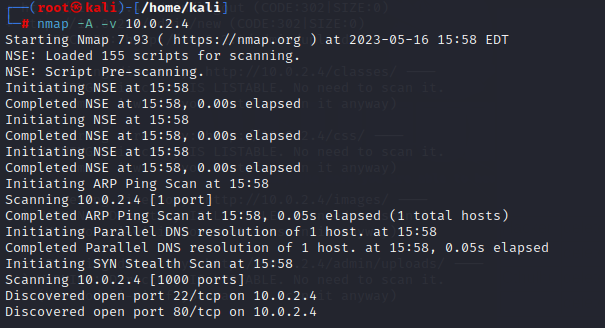 (root㉿kali)-[/home/kali]
# nmap -A -v 10.0.2.4
Starting Nmap 7.93 ( https://nmap.org ) at 2023-05-16 15:58 EDT
NSE: Loaded 155 scripts for scanning.
NSE: Script Pre-scanning.
Initiating NSE at 15:58
Completed NSE at 15:58, 0.00s elapsed
Initiating NSE at 15:58
Completed NSE at 15:58, 0.00s elapsed
Initiating NSE at 15:58
Completed NSE at 15:58, 0.00s elapsed
Initiating ARP Ping Scan at 15:58
Scanning 10.0.2.4 [1 port]
Completed ARP Ping Scan at 15:58, 0.05s elapsed (1 total hosts)
Initiating Parallel DNS resolution of 1 host. at 15:58
Completed Parallel DNS resolution of 1 host. at 15:58, 0.05s elapsed
Initiating SYN Stealth Scan at 15:58
Scanning 10.0.2.4 [1000 ports]
Discovered open port 22/tcp on 10.0.2.4
Discovered open port 80/tcp on 10.0.2.4